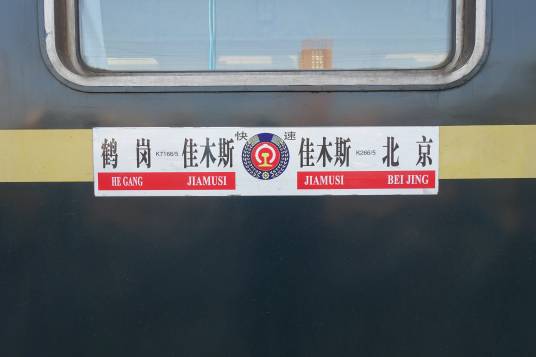 快速
鹤岗 K7166/5 佳木斯
HE GANG JIAMUSI
佳木斯 K266/5 北京
JIAMUSI BEI JING